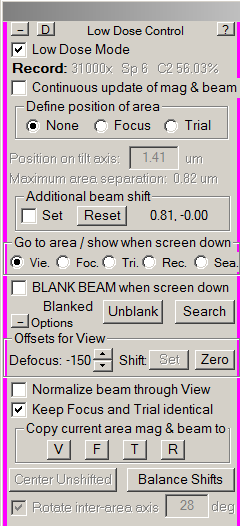 – D Low Dose Control ?
Low Dose Mode
Record: 31000x Sp 6 C2 56.03%
Continuous update of mag & beam
Define position of area
None Focus Trial
Position on tilt axis: 1.41 um
Maximum area separation: 0.82 um
Additional beam shift
Set Reset 0.81, -0.00
Go to area / show when screen down
Vie. Foc. Tri. Rec. Sea.
BLANK BEAM when screen down
Blanked Unblank Search
– Options
Offsets for View
Defocus: -150 Shift: Set Zero
Normalize beam through View
Keep Focus and Trial identical
Copy current area mag & beam to
V F T R
Center Unshifted Balance Shifts
Rotate inter-area axis 28 deg